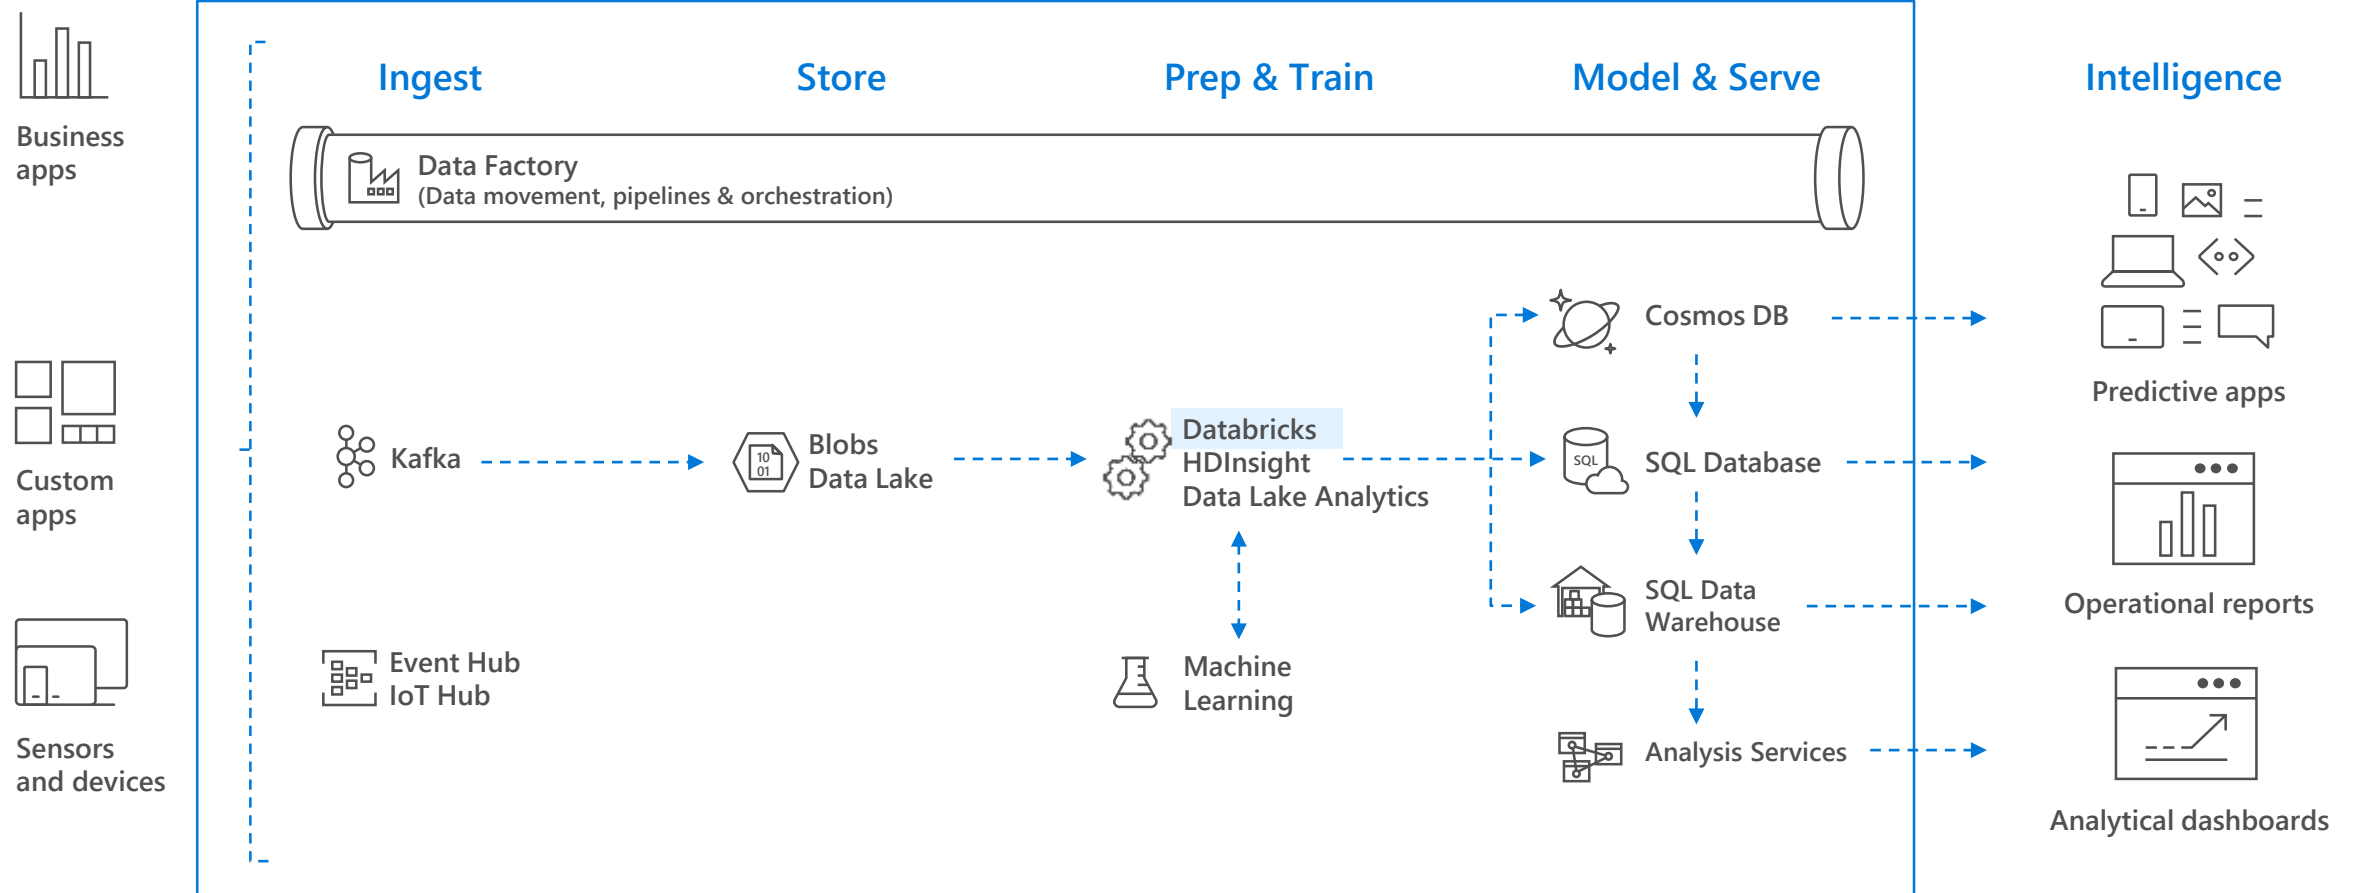 Business
apps
Custom
apps
Sensors
and devices
Ingest
Store
Prep & Train
Model & Serve
Intelligence
Data Factory
(Data movement, pipelines & orchestration)
Kafka
Event Hub
IoT Hub
10
01
Blobs
Data Lake
Databricks
HDInsight
Data Lake Analytics
Machine
Learning
Cosmos DB
SQL
SQL Database
SQL Data
Warehouse
Analysis Services
Predictive apps
Operational reports
Analytical dashboards